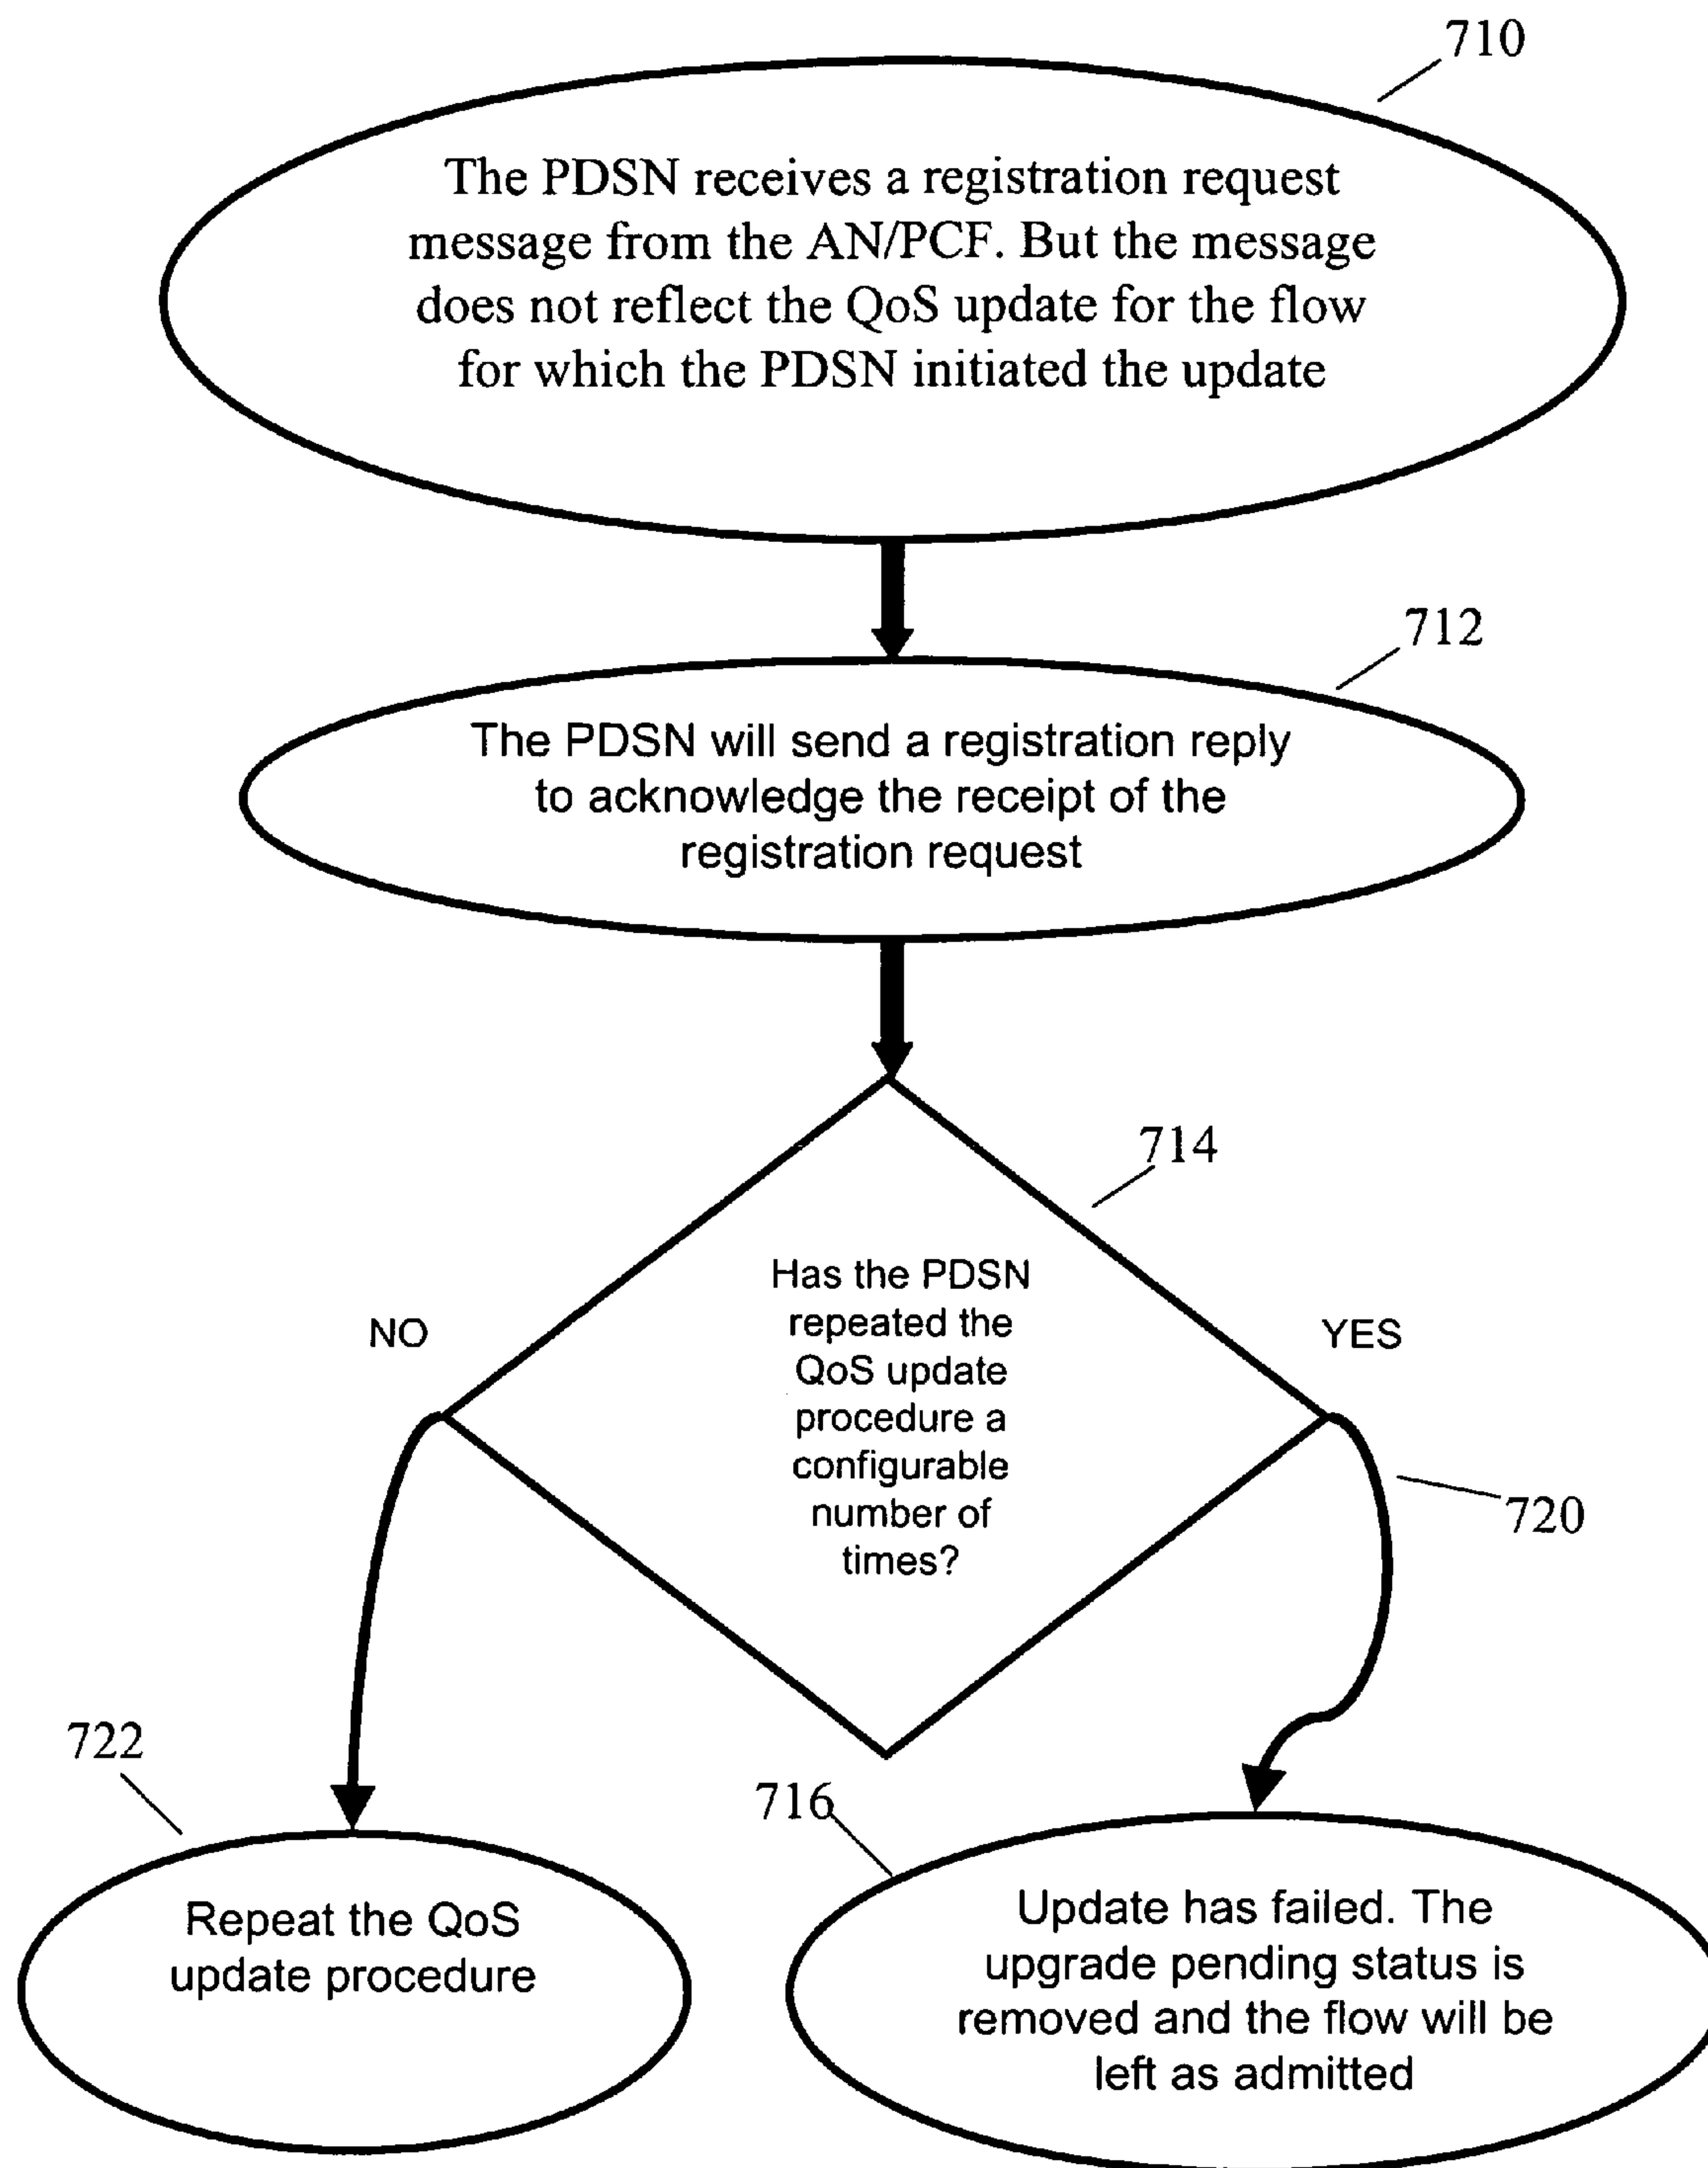 710
The PDSN receives a registration request
message from the AN/PCF. But the message
does not reflect the QoS update for the flow
for which the PDSN initiated the update
712
The PDSN will send a registration reply
to acknowledge the receipt of the
registration request
714
Has the PDSN
repeated the
QoS update
procedure a
configurable
number of
times?
NO
YES
720
722
716
Repeat the QoS
update procedure
Update has failed. The
upgrade pending status is
removed and the flow will be
left as admitted